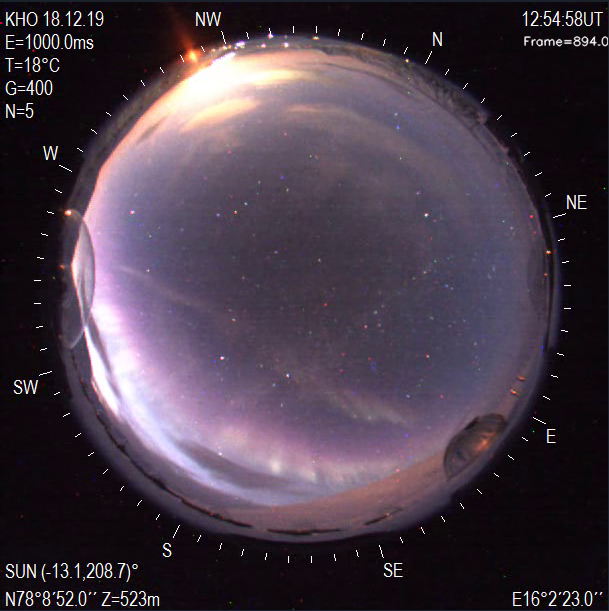 KHO 18.12.19
12:54:58UT
E=1000.0ms
Frame=894.0
T=18°C
G=400
N=5
NW
N
W
NE
SW
E
S
SE
SUN (-13.1,208.7)°
N78°8´52.0´´ Z=523m
E16°2´23.0´´